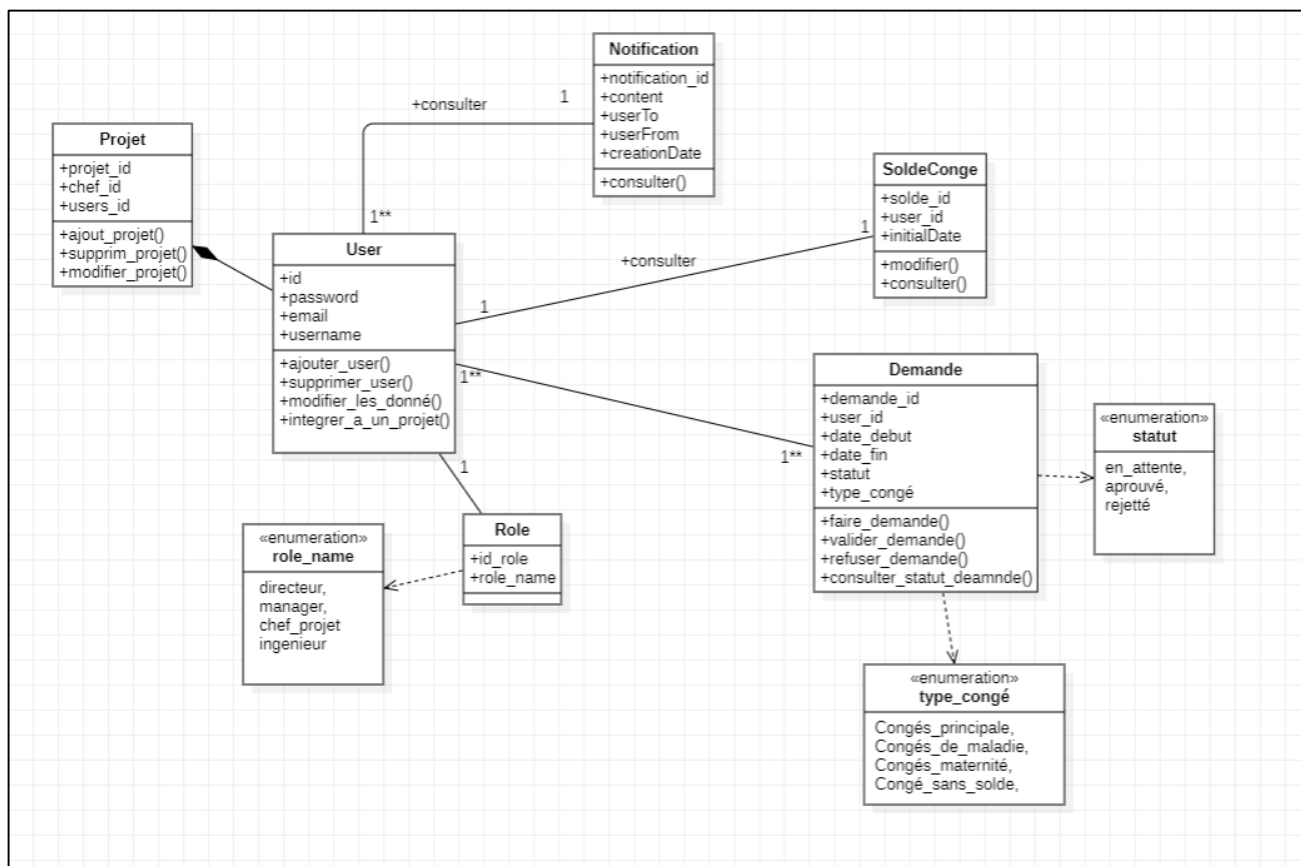 Notification
+notification_id
+content
+userTo
+userFrom
+creationDate
+consulter()
+consulter
1
1**
Projet
+projet_id
+chef_id
+users_id
+ajout_projet()
+supprim_projet()
+modifier_projet()
User
+id
+password
+email
+username
+ajouter_user()
+supprimer_user()
+modifier_les_donné()
+integrer_a_un_projet()
SoldeConge
+solde_id
+user_id
+initialDate
+modifier()
+consulter()
1
+consulter
1
1**
1**
Demande
+demande_id
+user_id
+date_debut
+date_fin
+statut
+type_congé
+faire_demande()
+valider_demande()
+refuser_demande()
+consulter_statut_deamnde()
«enumeration»
statut
en_attente,
aprouvé,
rejetté
1
Role
+id_role
+role_name
«enumeration»
role_name
directeur,
manager,
chef_projet
ingenieur
«enumeration»
type_congé
Congés_principale,
Congés_de_maladie,
Congés_maternité,
Congé_sans_solde,